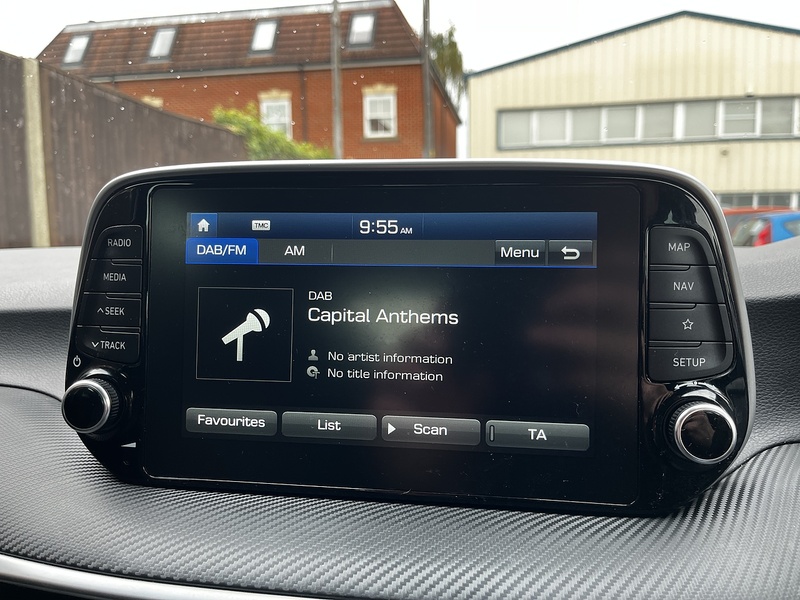 TMC
9:55 AM
DAB/FM
AM
Menu
DAB
Capital Anthems
No artist information
No title information
Favourites
List
Scan
TA
RADIO
MEDIA
SEEK
TRACK
MAP
NAV
SETUP